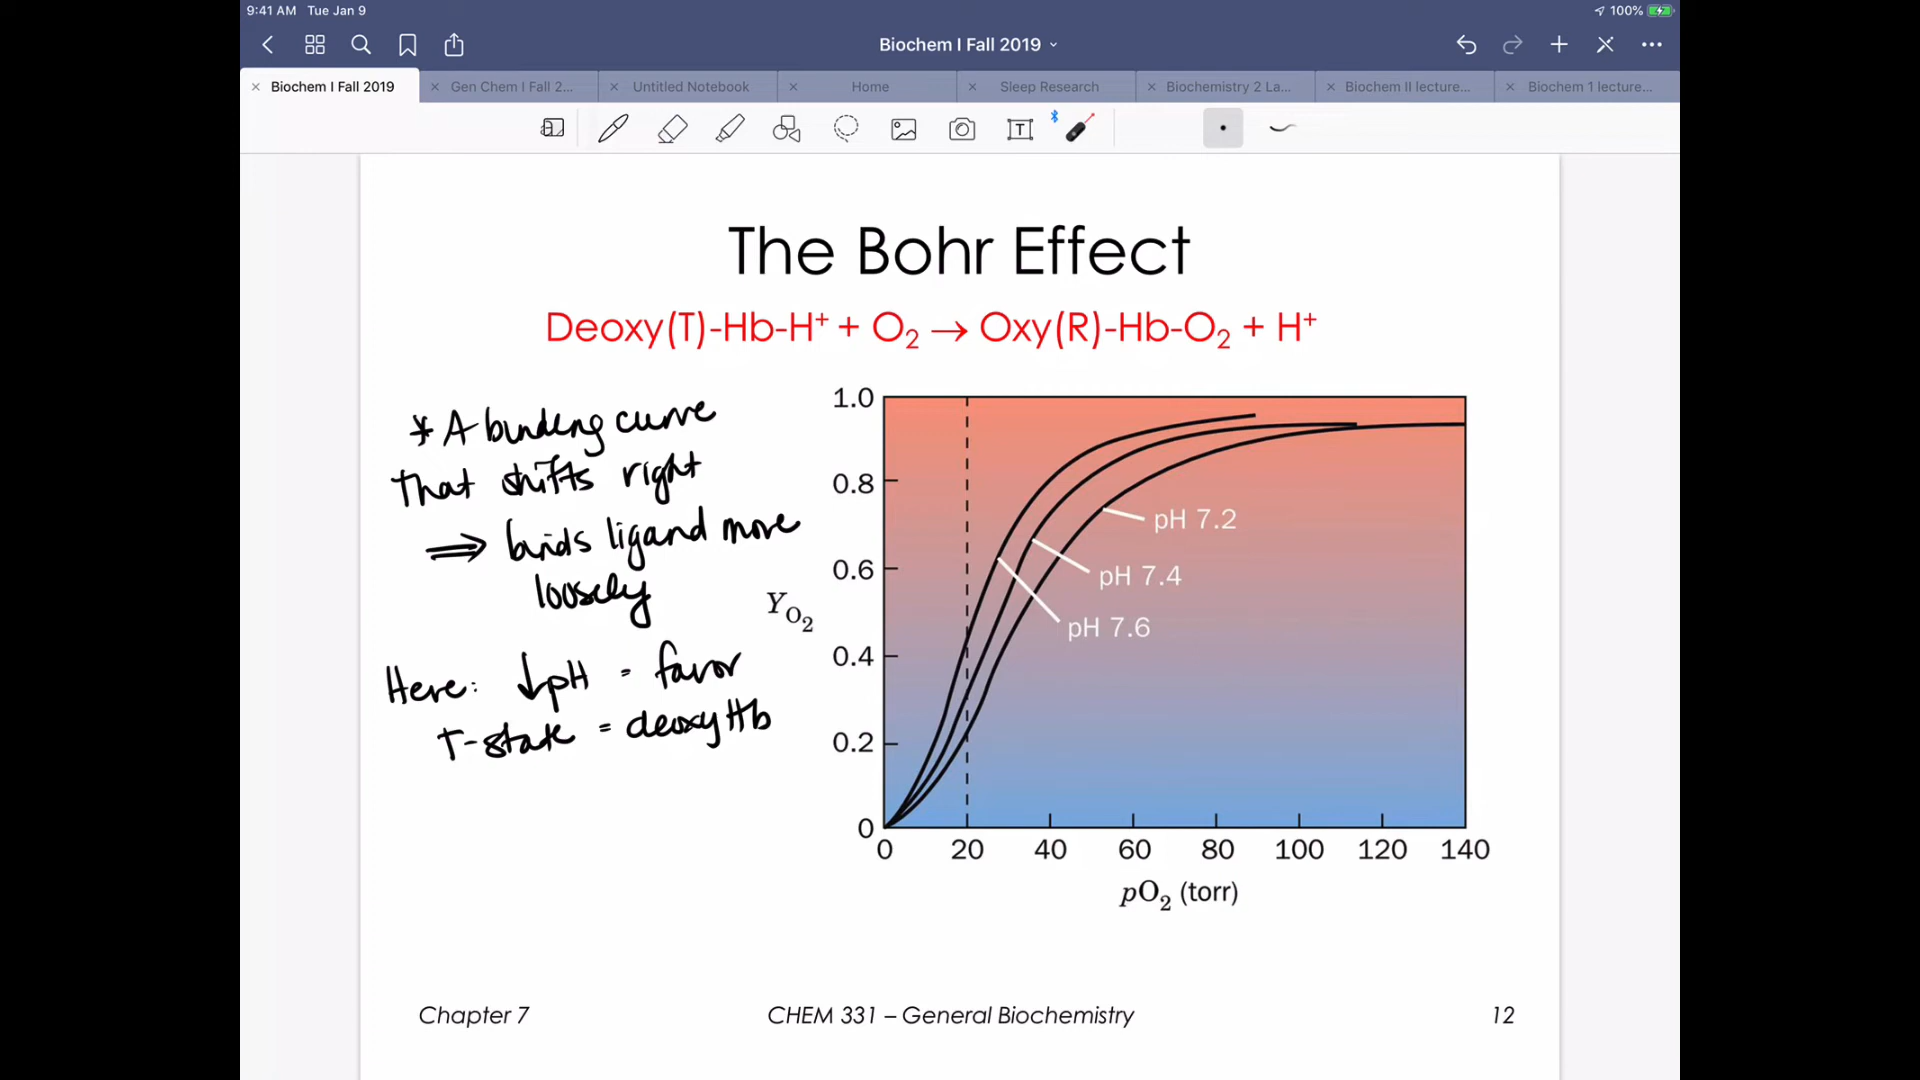 9:41 AM Tue Jan 9
100%
Biochem I Fall 2019
Biochem I Fall 2019
Gen Chem I Fall 2...
Untitled Notebook
Home
Sleep Research
Biochemistry 2 La...
Biochem II lecture...
Biochem 1 lecture...
T
The Bohr Effect
Deoxy(T)-Hb-H⁺ + O₂ → Oxy(R)-Hb-O₂ + H⁺
* A binding curve
that shifts right
⟹ binds ligand more
loosely
Here: ↓pH = favor
T-state = deoxyHb
Y O₂
1.0
0.8
0.6
0.4
0.2
0
pH 7.2
pH 7.4
pH 7.6
0 20 40 60 80 100 120 140
pO₂ (torr)
Chapter 7
CHEM 331 – General Biochemistry
12